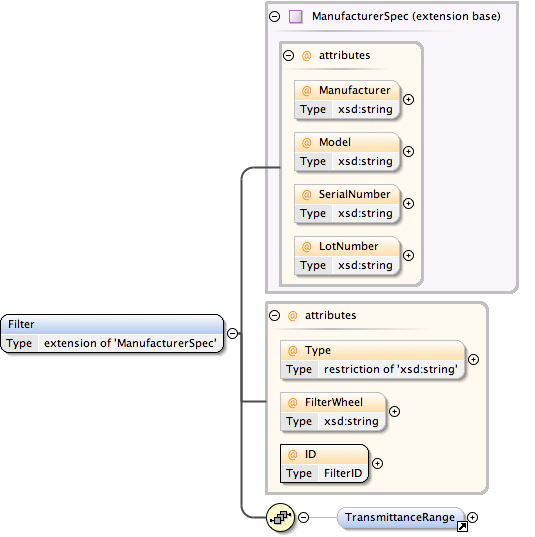 ManufacturerSpec (extension base)
@ attributes
@ Manufacturer
Type xsd:string
@ Model
Type xsd:string
@ SerialNumber
Type xsd:string
@ LotNumber
Type xsd:string
Filter
Type extension of 'ManufacturerSpec'
@ attributes
@ Type
Type restriction of 'xsd:string'
@ FilterWheel
Type xsd:string
@ ID
Type FilterID
TransmittanceRange